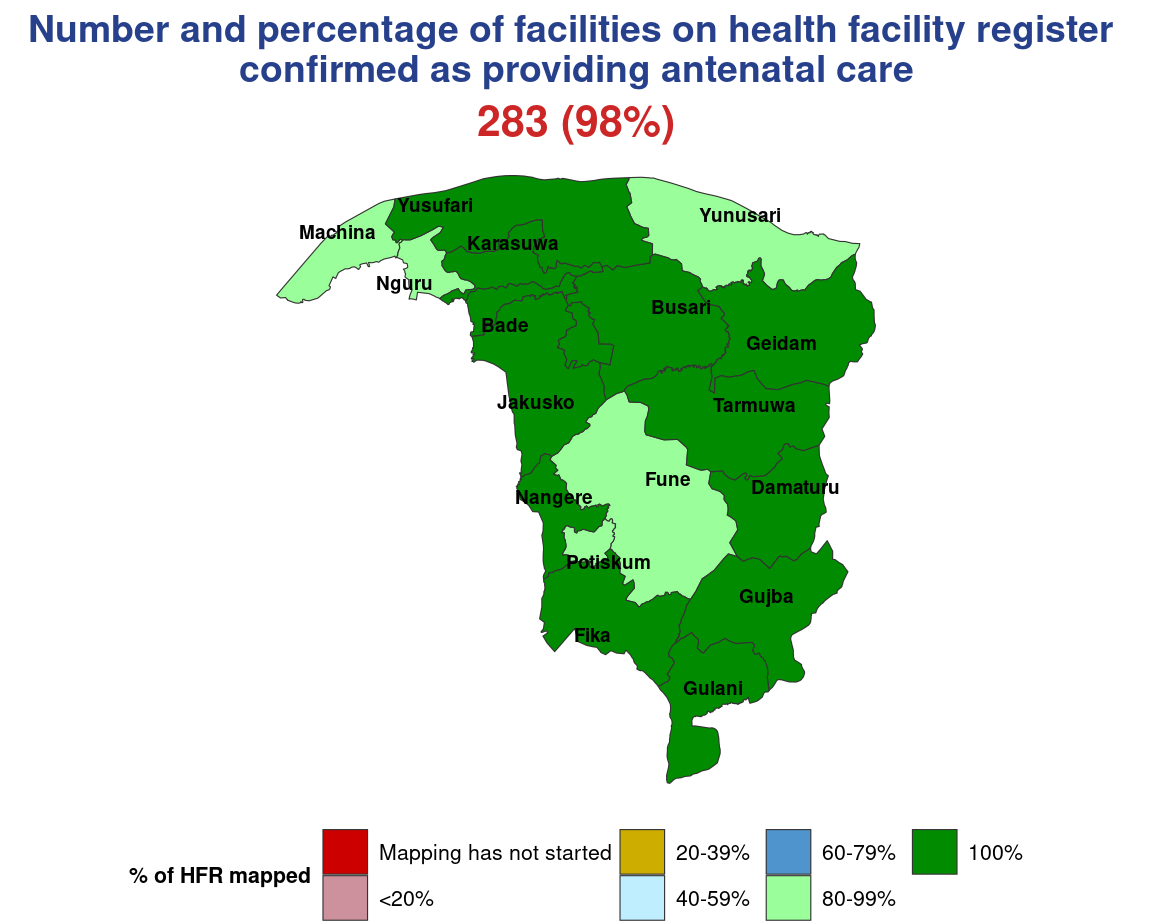 Number and percentage of facilities on health facility register
confirmed as providing antenatal care
283 (98%)
Yusufari
Yunusari
Machina
Karasuwa
Nguru
Busari
Bade
Geidam
Jakusko
Tarmuwa
Fune
Damaturu
Nangere
Potiskum
Gujba
Fika
Gulani
% of HFR mapped
Mapping has not started
<20%
20-39%
40-59%
60-79%
80-99%
100%